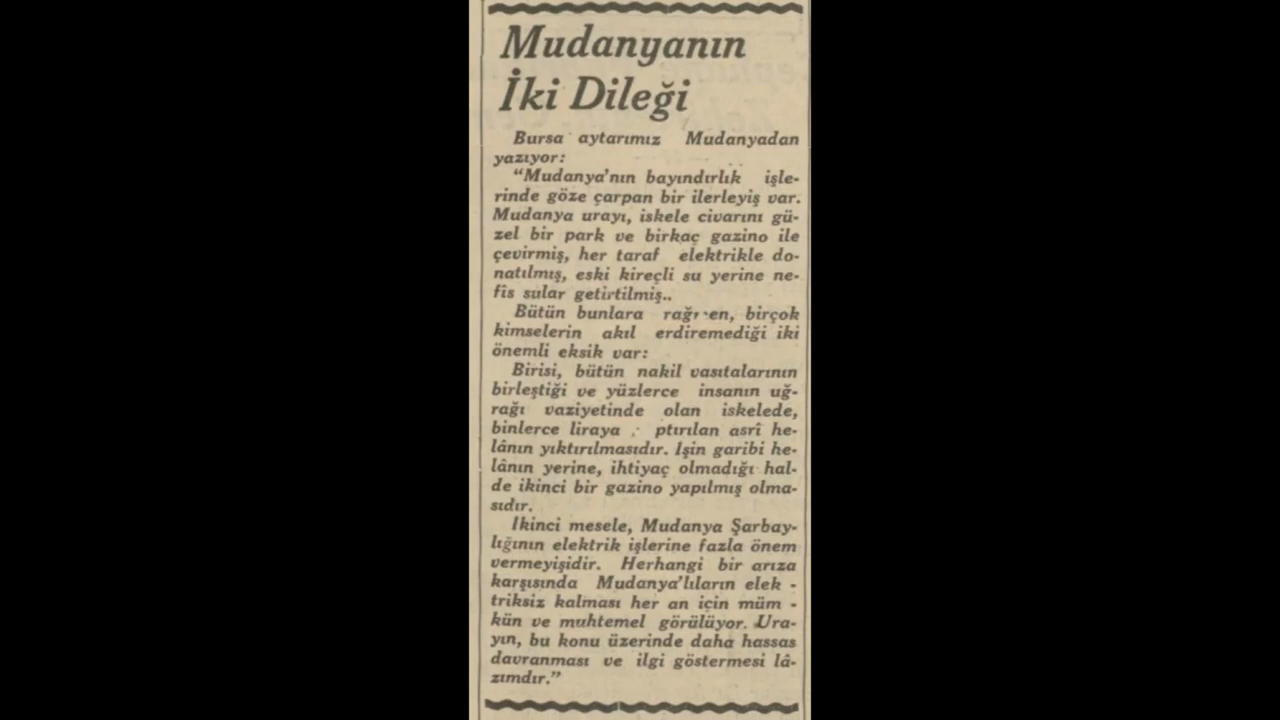 Mudanyanın
İki Dileği
Bursa aytarımız Mudanyadan
yazıyor:
"Mudanya'nın bayındırlık işle-
rinde göze çarpan bir ilerleyiş var.
Mudanya urayı, iskele civarını gü-
zel bir park ve birkaç gazino ile
çevirmiş, her taraf elektrikle do-
natılmış, eski kireçli su yerine ne-
fis sular getirtilmiş..
Bütün bunlara birçok
kimselerin akıl erdiremediği iki
önemli eksik var:
Birisi, bütün nakil vasıtalarının
birleştiği ve yüzlerce insanın uğ-
rağı vaziyetinde olan iskelede,
binlerce liraya ptırılan asrî he-
lânın yıktırılmasıdır. Işin garibi he-
lânın yerine, ihtiyaç olmadığı hal-
de ikinci bir gazino yapılmış olma-
sıdır.
Ikinci mesele, Mudanya Şarbay-
lığının elektrik işlerine fazla önem
vermeyişidir. Herhangi bir arıza
karşısında Mudanya'lıların elek -
triksiz kalması her an için müm -
kün ve muhtemel görülüyor. Ura-
yın, bu konu üzerinde daha hassas
davranması ve ilgi göstermesi lâ-
zımdır."